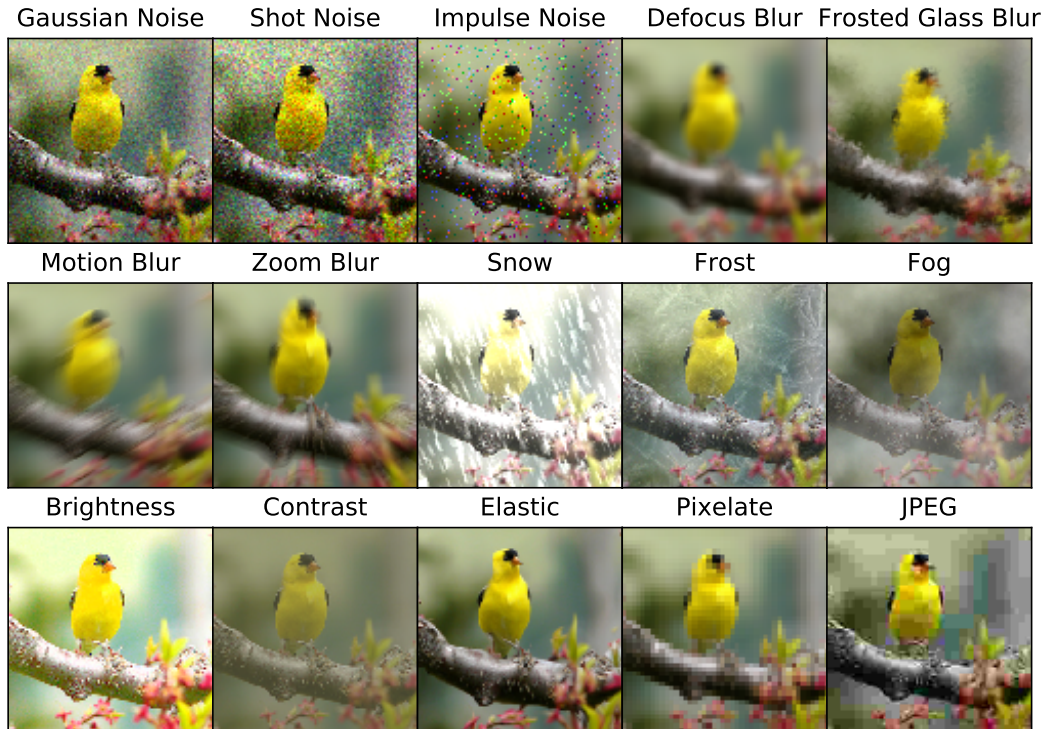 Gaussian Noise Shot Noise Impulse Noise Defocus Blur Frosted Glass Blur
Motion Blur Zoom Blur Snow Frost Fog
Brightness Contrast Elastic Pixelate JPEG